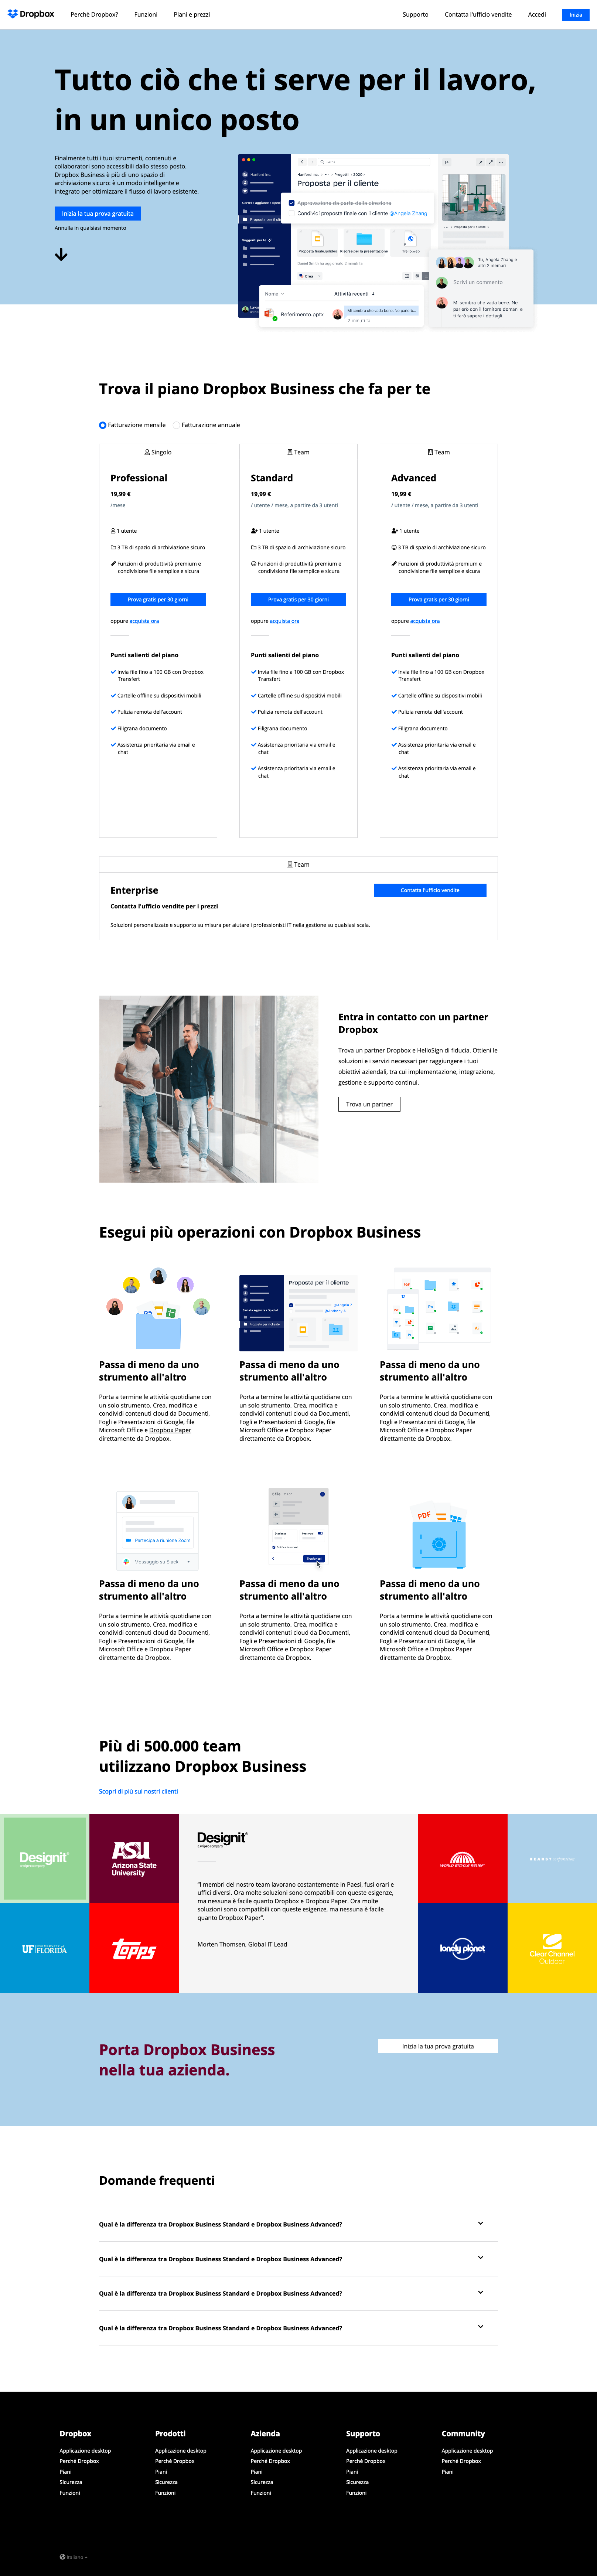 Dropbox Perchè Dropbox? Funzioni Piani e prezzi Supporto Contatta l'ufficio vendite Accedi Inizia
Tutto ciò che ti serve per il lavoro,
in un unico posto
Finalmente tutti i tuoi strumenti, contenuti e
collaboratori sono accessibili dallo stesso posto.
Dropbox Business è più di uno spazio di
archiviazione sicuro: è un modo intelligente e
integrato per ottimizzare il flusso di lavoro esistente.
Inizia la tua prova gratuita
Annulla in qualsiasi momento
Proposta per il cliente
Approvazione da parte della direzione
Condividi proposta finale con il cliente @Angela Zhang
Crea
Nome Attività recenti
Referimento.pptx
Mi sembra che vada bene. Ne parlerò...
2 minuti fa
Tu, Angela Zhang e
altri 2 membri
Scrivi un commento
Mi sembra che vada bene. Ne
parlerò con il fornitore domani e
ti farò sapere i dettagli!
Trova il piano Dropbox Business che fa per te
Fatturazione mensile Fatturazione annuale
Singolo
Professional
19,99 €
/mese
1 utente
3 TB di spazio di archiviazione sicuro
Funzioni di produttività premium e
condivisione file semplice e sicura
Prova gratis per 30 giorni
oppure acquista ora
Punti salienti del piano
Invia file fino a 100 GB con Dropbox
Transfert
Cartelle offline su dispositivi mobili
Pulizia remota dell'account
Filigrana documento
Assistenza prioritaria via email e
chat
Team
Standard
19,99 €
/ utente / mese, a partire da 3 utenti
1 utente
3 TB di spazio di archiviazione sicuro
Funzioni di produttività premium e
condivisione file semplice e sicura
Prova gratis per 30 giorni
oppure acquista ora
Punti salienti del piano
Invia file fino a 100 GB con Dropbox
Transfert
Cartelle offline su dispositivi mobili
Pulizia remota dell'account
Filigrana documento
Assistenza prioritaria via email e
chat
Assistenza prioritaria via email e
chat
Team
Advanced
19,99 €
/ utente / mese, a partire da 3 utenti
1 utente
3 TB di spazio di archiviazione sicuro
Funzioni di produttività premium e
condivisione file semplice e sicura
Prova gratis per 30 giorni
oppure acquista ora
Punti salienti del piano
Invia file fino a 100 GB con Dropbox
Transfert
Cartelle offline su dispositivi mobili
Pulizia remota dell'account
Filigrana documento
Assistenza prioritaria via email e
chat
Assistenza prioritaria via email e
chat
Team
Enterprise
Contatta l'ufficio vendite
Contatta l'ufficio vendite per i prezzi
Soluzioni personalizzate e supporto su misura per aiutare i professionisti IT nella gestione su qualsiasi scala.
Entra in contatto con un partner
Dropbox
Trova un partner Dropbox e HelloSign di fiducia. Ottieni le
soluzioni e i servizi necessari per raggiungere i tuoi
obiettivi aziendali, tra cui implementazione, integrazione,
gestione e supporto continui.
Trova un partner
Esegui più operazioni con Dropbox Business
Passa di meno da uno
strumento all'altro
Porta a termine le attività quotidiane con
un solo strumento. Crea, modifica e
condividi contenuti cloud da Documenti,
Fogli e Presentazioni di Google, file
Microsoft Office e Dropbox Paper
direttamente da Dropbox.
Proposta per il cliente
Passa di meno da uno
strumento all'altro
Porta a termine le attività quotidiane con
un solo strumento. Crea, modifica e
condividi contenuti cloud da Documenti,
Fogli e Presentazioni di Google, file
Microsoft Office e Dropbox Paper
direttamente da Dropbox.
Passa di meno da uno
strumento all'altro
Porta a termine le attività quotidiane con
un solo strumento. Crea, modifica e
condividi contenuti cloud da Documenti,
Fogli e Presentazioni di Google, file
Microsoft Office e Dropbox Paper
direttamente da Dropbox.
Partecipa a riunione Zoom
Messaggio su Slack
Passa di meno da uno
strumento all'altro
Porta a termine le attività quotidiane con
un solo strumento. Crea, modifica e
condividi contenuti cloud da Documenti,
Fogli e Presentazioni di Google, file
Microsoft Office e Dropbox Paper
direttamente da Dropbox.
Passa di meno da uno
strumento all'altro
Porta a termine le attività quotidiane con
un solo strumento. Crea, modifica e
condividi contenuti cloud da Documenti,
Fogli e Presentazioni di Google, file
Microsoft Office e Dropbox Paper
direttamente da Dropbox.
PDF
Passa di meno da uno
strumento all'altro
Porta a termine le attività quotidiane con
un solo strumento. Crea, modifica e
condividi contenuti cloud da Documenti,
Fogli e Presentazioni di Google, file
Microsoft Office e Dropbox Paper
direttamente da Dropbox.
Più di 500.000 team
utilizzano Dropbox Business
Scopri di più sui nostri clienti
Designit
ASU
Arizona State
University
UF UNIVERSITY of FLORIDA
Topps
Designit
"I membri del nostro team lavorano costantemente in Paesi, fusi orari e
uffici diversi. Ora molte soluzioni sono compatibili con queste esigenze,
ma nessuna è facile quanto Dropbox e Dropbox Paper. Ora molte
soluzioni sono compatibili con queste esigenze, ma nessuna è facile
quanto Dropbox Paper".
Morten Thomsen, Global IT Lead
WORLD BICYCLE RELIEF
lonely planet
Clear Channel
Outdoor
Porta Dropbox Business
nella tua azienda.
Inizia la tua prova gratuita
Domande frequenti
Qual è la differenza tra Dropbox Business Standard e Dropbox Business Advanced?
Qual è la differenza tra Dropbox Business Standard e Dropbox Business Advanced?
Qual è la differenza tra Dropbox Business Standard e Dropbox Business Advanced?
Qual è la differenza tra Dropbox Business Standard e Dropbox Business Advanced?
Dropbox
Applicazione desktop
Perché Dropbox
Piani
Sicurezza
Funzioni
Prodotti
Applicazione desktop
Perché Dropbox
Piani
Sicurezza
Funzioni
Azienda
Applicazione desktop
Perché Dropbox
Piani
Sicurezza
Funzioni
Supporto
Applicazione desktop
Perché Dropbox
Piani
Sicurezza
Funzioni
Community
Applicazione desktop
Perché Dropbox
Piani
Italiano